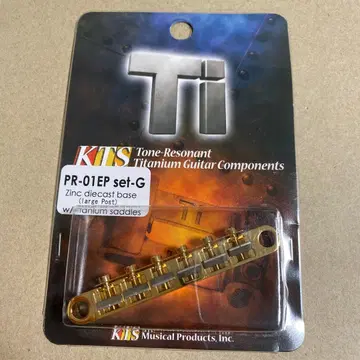 Ti
KTS Tone-Resonant
Titanium Guitar Components
PR-01EP set-G
Zinc diecast base
(large Post)
w/titanium saddles
KTS Musical Products, Inc.